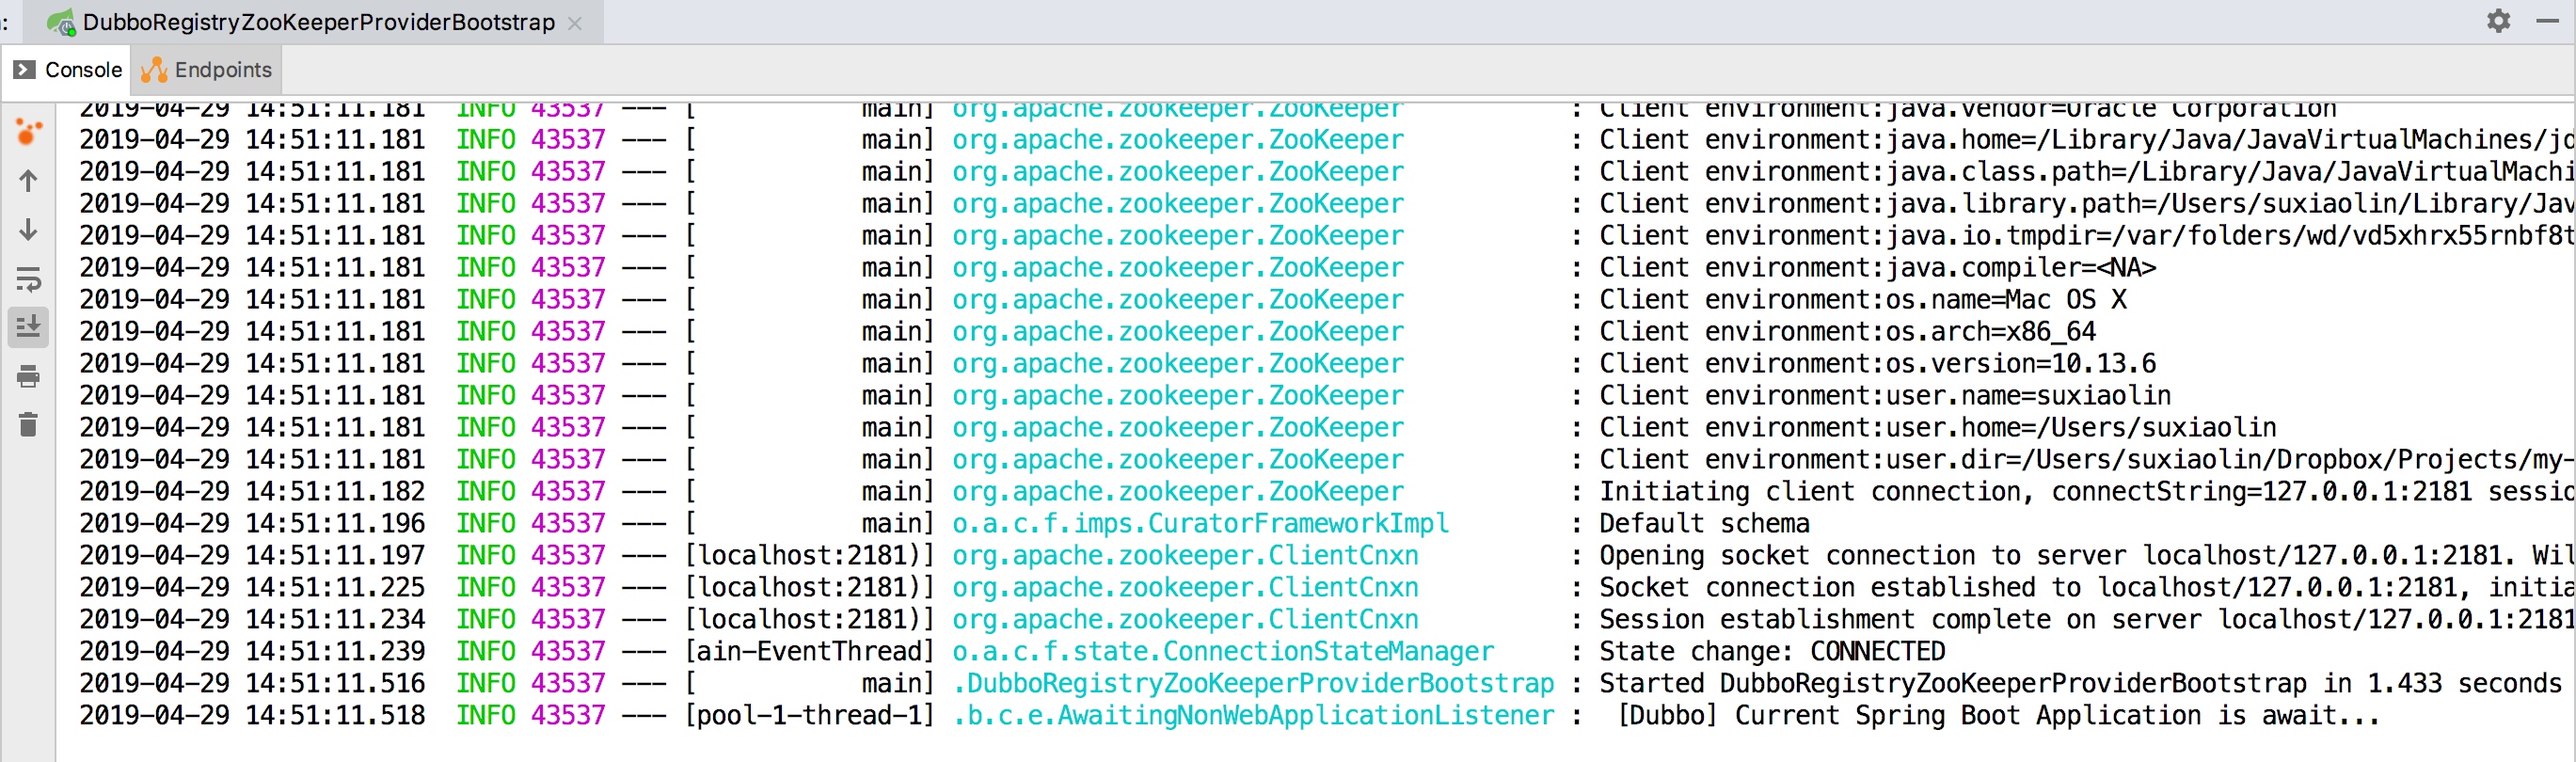 : DubboRegistryZooKeeperProviderBootstrap
Console Endpoints
2019-04-29 14:51:11.181 INFO 43537 --- [ main] org.apache.zookeeper.ZooKeeper : Client environment:java.vendor=Oracle Corporation
2019-04-29 14:51:11.181 INFO 43537 --- [ main] org.apache.zookeeper.ZooKeeper : Client environment:java.home=/Library/Java/JavaVirtualMachines/jd
2019-04-29 14:51:11.181 INFO 43537 --- [ main] org.apache.zookeeper.ZooKeeper : Client environment:java.class.path=/Library/Java/JavaVirtualMachi
2019-04-29 14:51:11.181 INFO 43537 --- [ main] org.apache.zookeeper.ZooKeeper : Client environment:java.library.path=/Users/suxiaolin/Library/Jav
2019-04-29 14:51:11.181 INFO 43537 --- [ main] org.apache.zookeeper.ZooKeeper : Client environment:java.io.tmpdir=/var/folders/wd/vd5xhrx55rnbf8t
2019-04-29 14:51:11.181 INFO 43537 --- [ main] org.apache.zookeeper.ZooKeeper : Client environment:java.compiler=<NA>
2019-04-29 14:51:11.181 INFO 43537 --- [ main] org.apache.zookeeper.ZooKeeper : Client environment:os.name=Mac OS X
2019-04-29 14:51:11.181 INFO 43537 --- [ main] org.apache.zookeeper.ZooKeeper : Client environment:os.arch=x86_64
2019-04-29 14:51:11.181 INFO 43537 --- [ main] org.apache.zookeeper.ZooKeeper : Client environment:os.version=10.13.6
2019-04-29 14:51:11.181 INFO 43537 --- [ main] org.apache.zookeeper.ZooKeeper : Client environment:user.name=suxiaolin
2019-04-29 14:51:11.181 INFO 43537 --- [ main] org.apache.zookeeper.ZooKeeper : Client environment:user.home=/Users/suxiaolin
2019-04-29 14:51:11.181 INFO 43537 --- [ main] org.apache.zookeeper.ZooKeeper : Client environment:user.dir=/Users/suxiaolin/Dropbox/Projects/my-
2019-04-29 14:51:11.182 INFO 43537 --- [ main] org.apache.zookeeper.ZooKeeper : Initiating client connection, connectString=127.0.0.1:2181 sessio
2019-04-29 14:51:11.196 INFO 43537 --- [ main] o.a.c.f.imps.CuratorFrameworkImpl : Default schema
2019-04-29 14:51:11.197 INFO 43537 --- [localhost:2181)] org.apache.zookeeper.ClientCnxn : Opening socket connection to server localhost/127.0.0.1:2181. Wil
2019-04-29 14:51:11.225 INFO 43537 --- [localhost:2181)] org.apache.zookeeper.ClientCnxn : Socket connection established to localhost/127.0.0.1:2181, initia
2019-04-29 14:51:11.234 INFO 43537 --- [localhost:2181)] org.apache.zookeeper.ClientCnxn : Session establishment complete on server localhost/127.0.0.1:2181
2019-04-29 14:51:11.239 INFO 43537 --- [ain-EventThread] o.a.c.f.state.ConnectionStateManager : State change: CONNECTED
2019-04-29 14:51:11.516 INFO 43537 --- [ main] .DubboRegistryZooKeeperProviderBootstrap : Started DubboRegistryZooKeeperProviderBootstrap in 1.433 seconds
2019-04-29 14:51:11.518 INFO 43537 --- [pool-1-thread-1] .b.c.e.AwaitingNonWebApplicationListener : [Dubbo] Current Spring Boot Application is await...